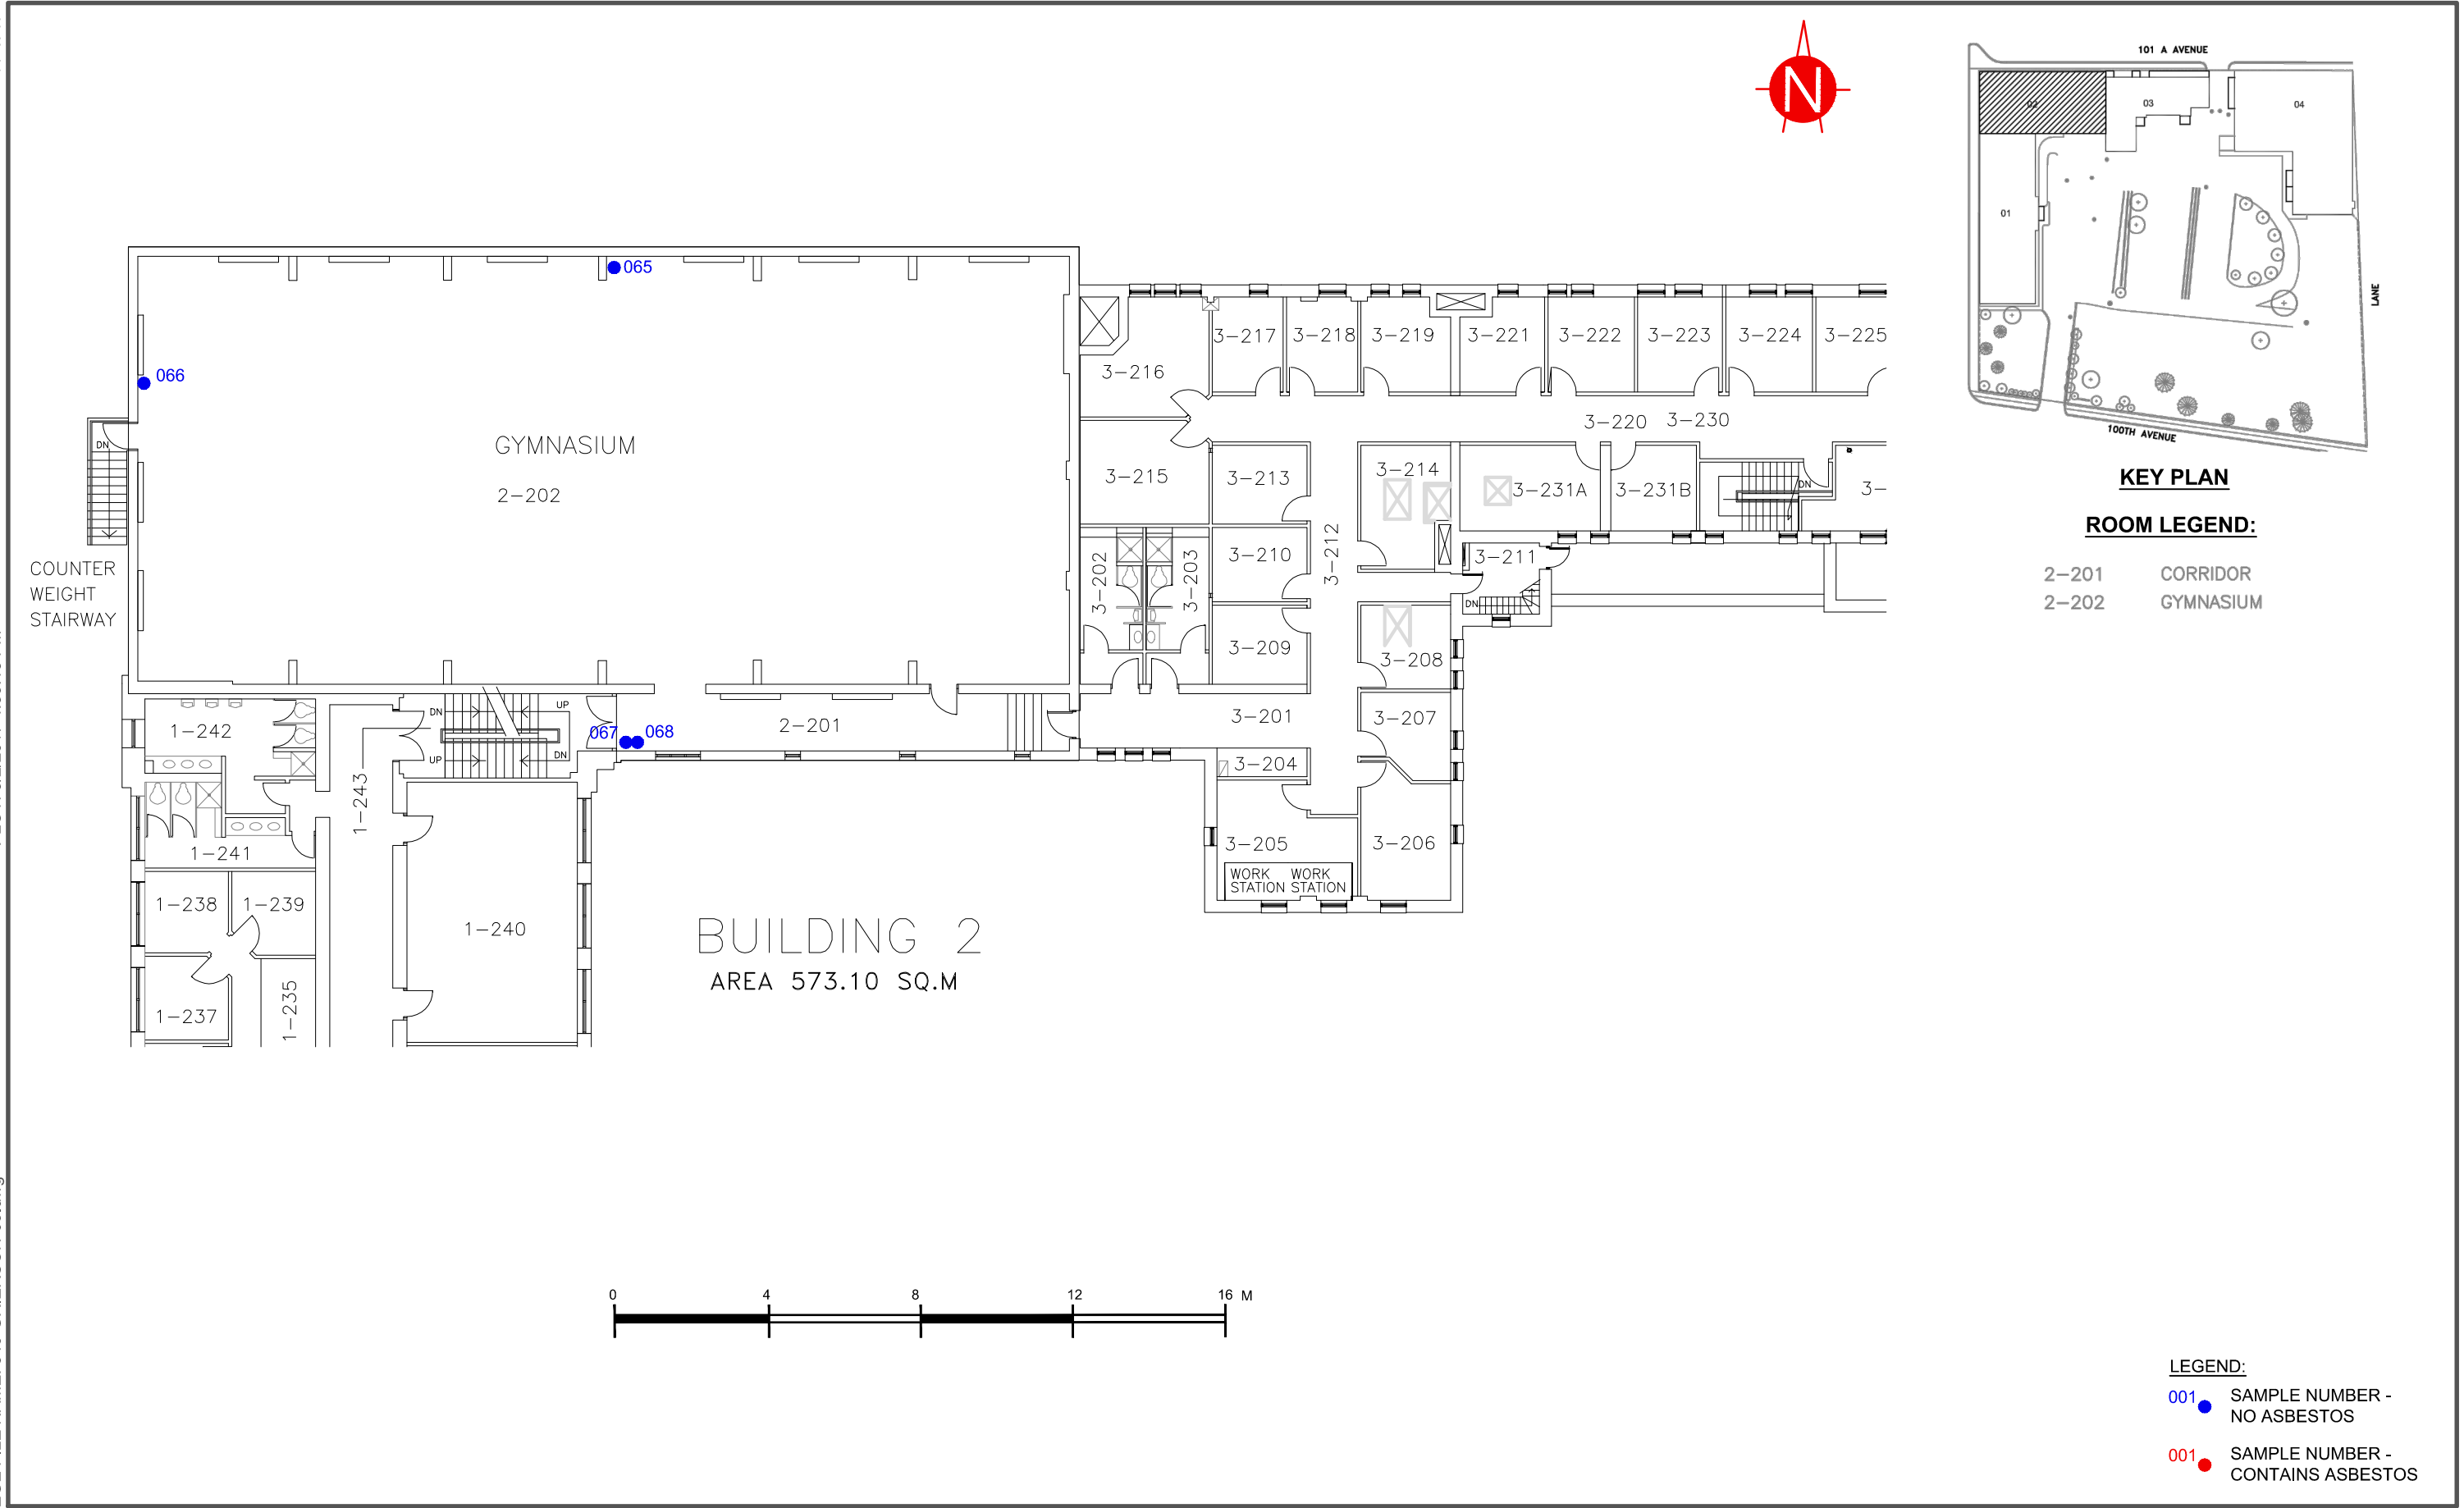 N
101 A AVENUE
02
03
04
01
LANE
100TH AVENUE
KEY PLAN
ROOM LEGEND:
2-201 CORRIDOR
2-202 GYMNASIUM
065
066
GYMNASIUM
2-202
DN
COUNTER
WEIGHT
STAIRWAY
3-216
3-217
3-218
3-219
3-221
3-222
3-223
3-224
3-225
3-220
3-230
3-215
3-213
3-214
3-231A
3-231B
DN
3-
3-202
3-203
3-210
3-212
3-211
DN
3-209
3-208
3-201
3-207
3-204
3-205
3-206
WORK STATION
WORK STATION
1-242
DN
UP
UP
DN
067
068
2-201
1-243
1-241
1-238
1-239
1-240
1-237
1-235
BUILDING 2
AREA 573.10 SQ.M
0 4 8 12 16 M
LEGEND:
001 SAMPLE NUMBER -
NO ASBESTOS
001 SAMPLE NUMBER -
CONTAINS ASBESTOS